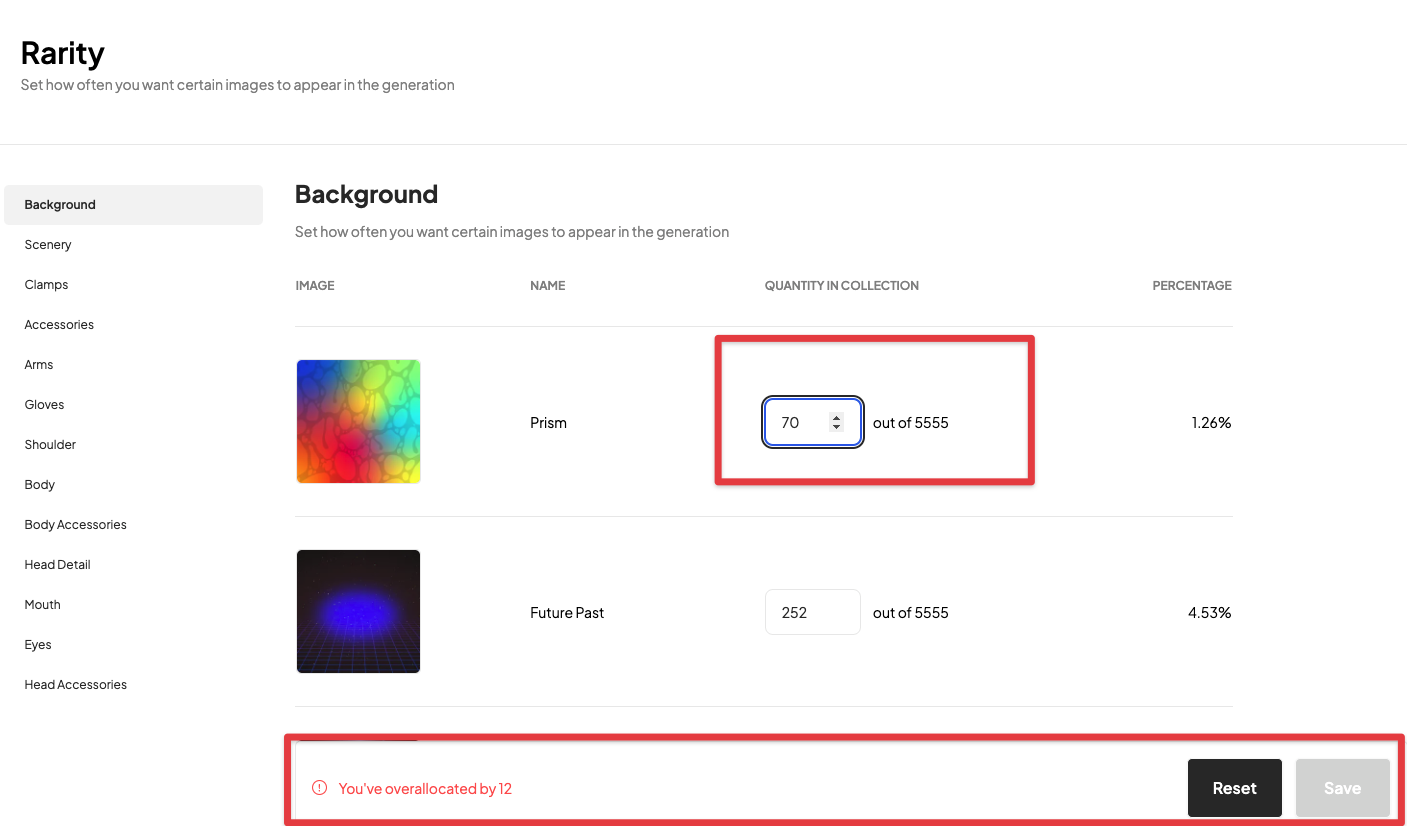 Rarity
Set how often you want certain images to appear in the generation
Background
Scenery
Clamps
Accessories
Arms
Gloves
Shoulder
Body
Body Accessories
Head Detail
Mouth
Eyes
Head Accessories
Background
Set how often you want certain images to appear in the generation
IMAGE NAME QUANTITY IN COLLECTION PERCENTAGE
Prism 70 out of 5555 1.26%
Future Past 252 out of 5555 4.53%
You've overallocated by 12 Reset Save